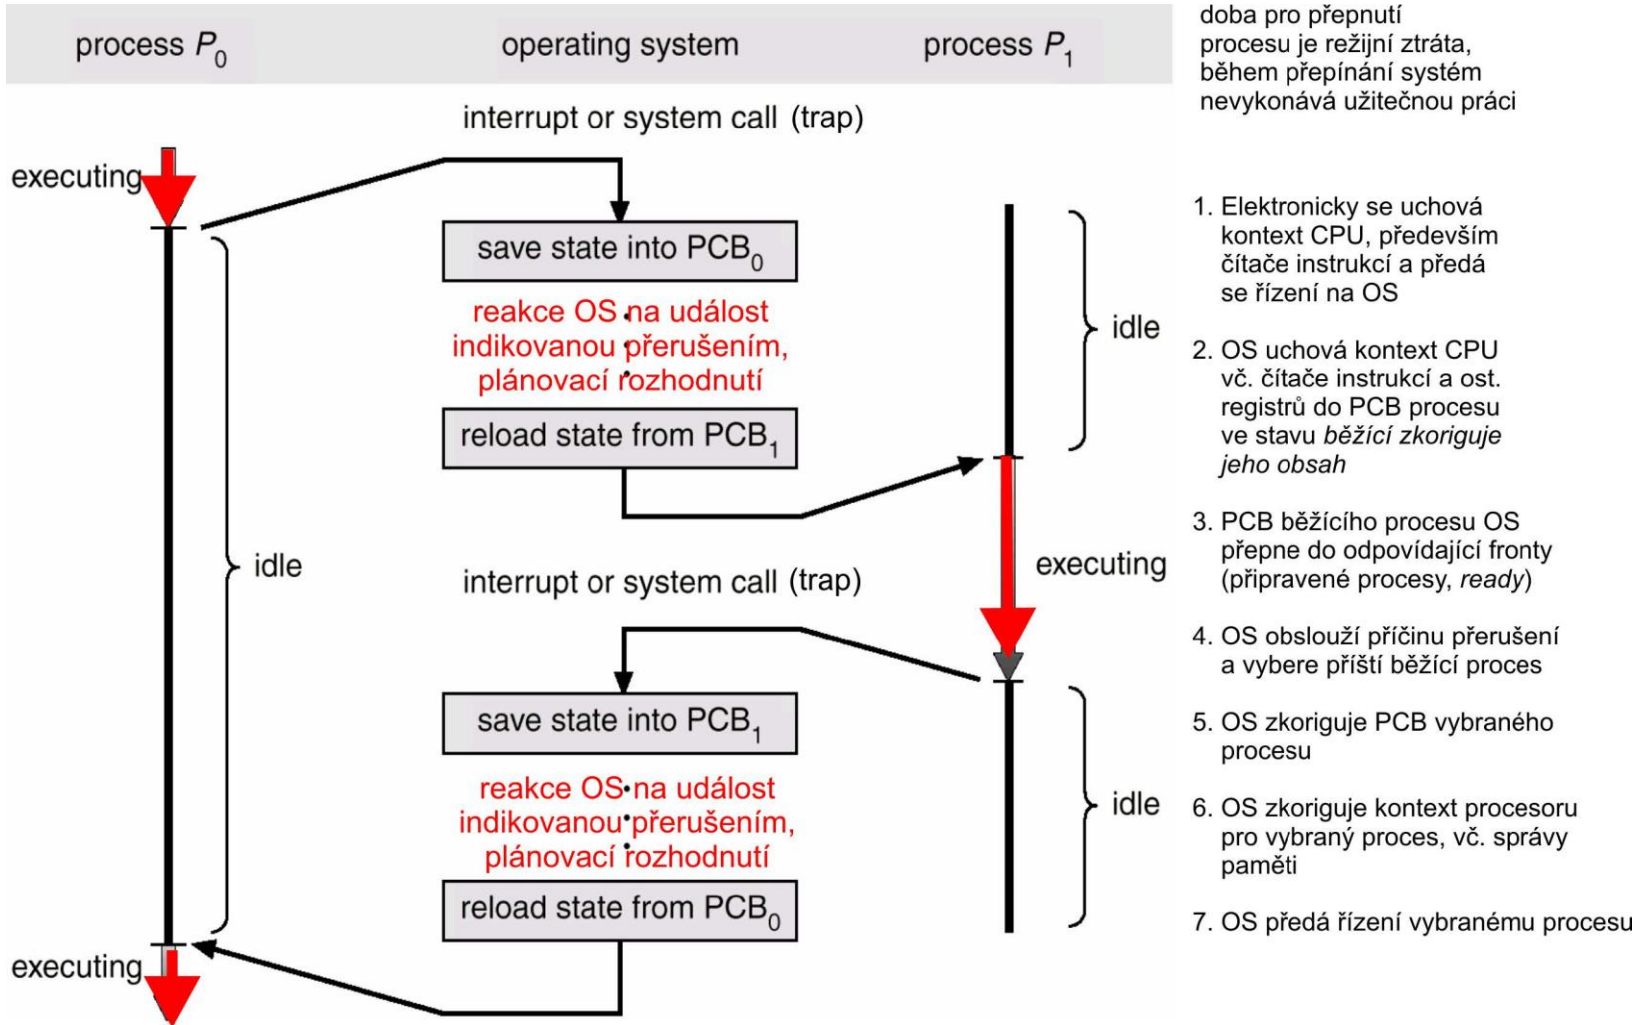 process P0
operating system
process P1
doba pro přepnutí
procesu je režijní ztráta,
během přepínání systém
nevykonává užitečnou práci
interrupt or system call (trap)
executing
save state into PCB0
reakce OS na událost
indikovanou přerušením,
plánovací rozhodnutí
reload state from PCB1
idle
idle
executing
interrupt or system call (trap)
save state into PCB1
reakce OS na událost
indikovanou přerušením,
plánovací rozhodnutí
reload state from PCB0
idle
executing
1. Elektronicky se uchová
kontext CPU, především
čítače instrukcí a předá
se řízení na OS
2. OS uchová kontext CPU
vč. čítače instrukcí a ost.
registrů do PCB procesu
ve stavu běžící zkoriguje
jeho obsah
3. PCB běžícího procesu OS
přepne do odpovídající fronty
(připravené procesy, ready)
4. OS obslouží příčinu přerušení
a vybere příští běžící proces
5. OS zkoriguje PCB vybraného
procesu
6. OS zkoriguje kontext procesoru
pro vybraný proces, vč. správy
paměti
7. OS předá řízení vybranému procesu